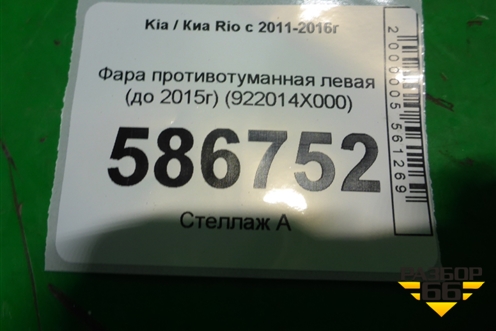 Kia / Киа Rio с 2011-2016г
Фара противотуманная левая
(до 2015г) (922014X000)
586752
Стеллаж А
2000005561269
РАЗБОР
66